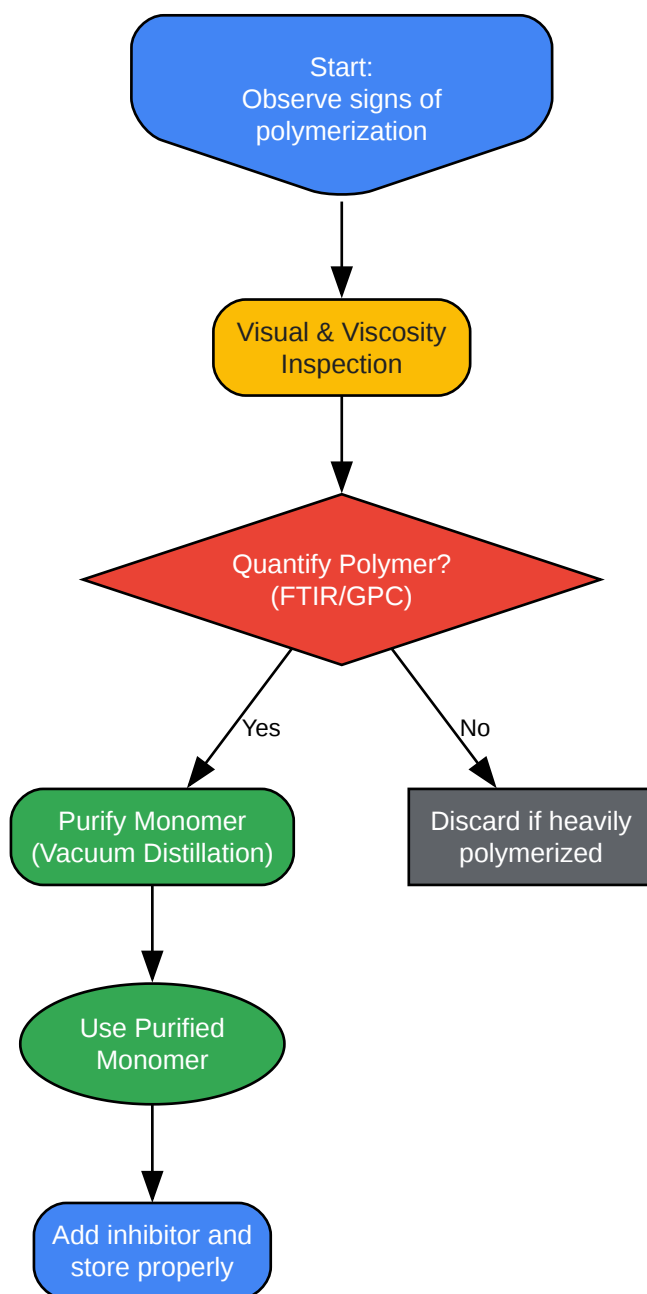 Start:
Observe signs of
polymerization
Visual & Viscosity
Inspection
Quantify Polymer?
(FTIR/GPC)
Yes
No
Purify Monomer
(Vacuum Distillation)
Discard if heavily
polymerized
Use Purified
Monomer
Add inhibitor and
store properly